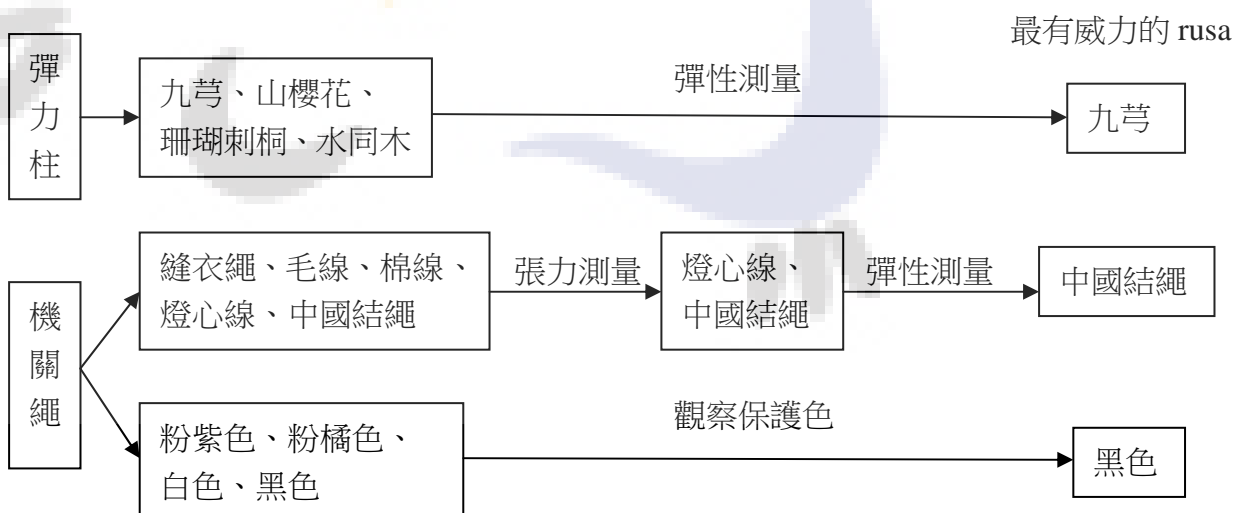 最有威力的 rusa
彈
力
柱
九芎、山櫻花、
珊瑚刺桐、水同木
彈性測量
九芎
機
關
繩
縫衣繩、毛線、棉線、
燈心線、中國結繩
張力測量
燈心線、
中國結繩
彈性測量
中國結繩
粉紫色、粉橘色、
白色、黑色
觀察保護色
黑色